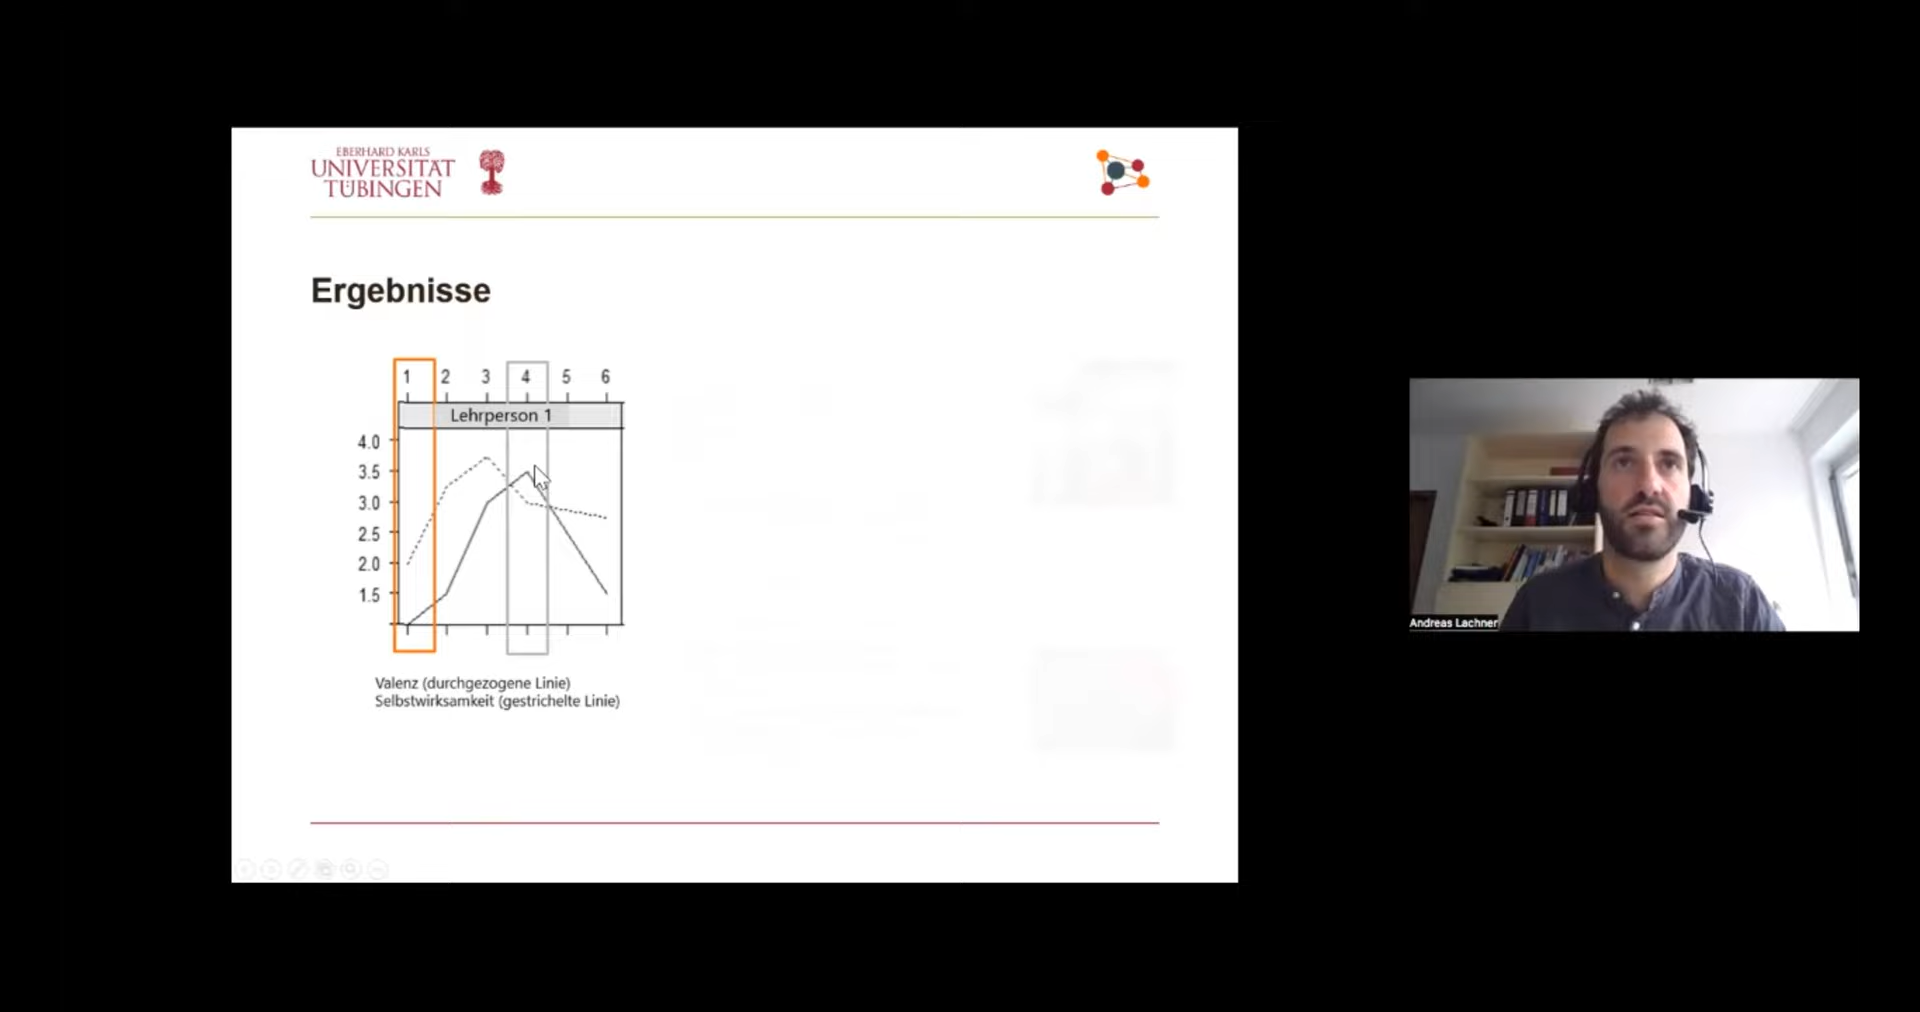 EBERHARD KARLS
UNIVERSITÄT
TÜBINGEN
Ergebnisse
1 2 3 4 5 6
Lehrperson 1
4.0
3.5
3.0
2.5
2.0
1.5
Valenz (durchgezogene Linie)
Selbstwirksamkeit (gestrichelte Linie)
Andreas Lachner